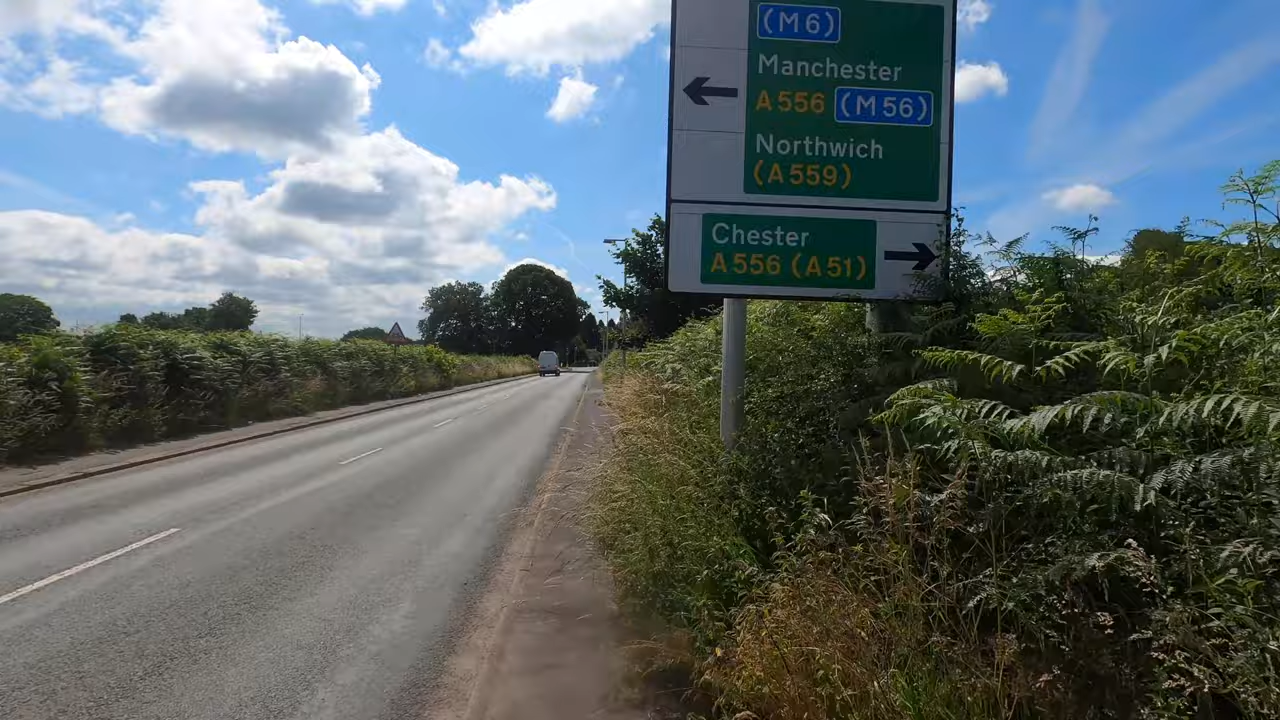 (M6)
Manchester
A556 (M56)
Northwich
(A559)
Chester
A556 (A51)